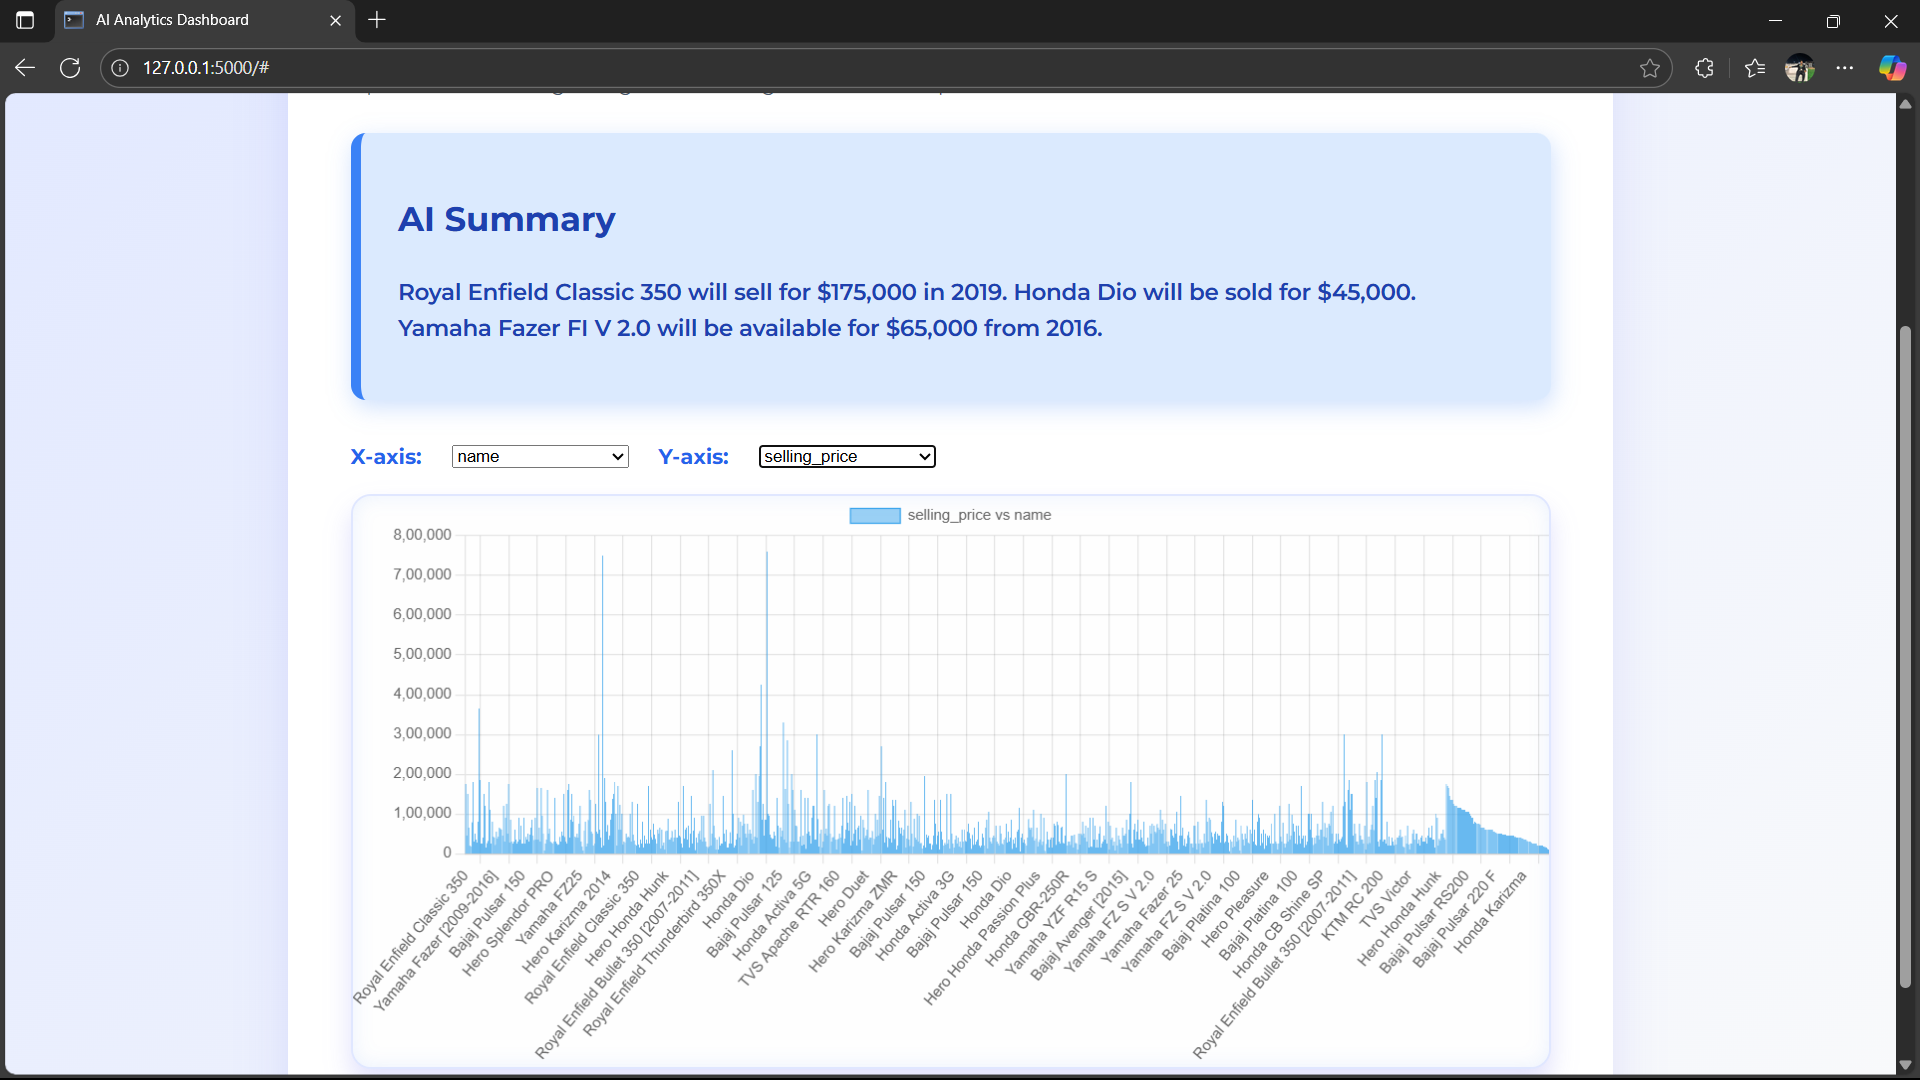 AI Analytics Dashboard
127.0.0.1:5000/#
AI Summary
Royal Enfield Classic 350 will sell for $175,000 in 2019. Honda Dio will be sold for $45,000.
Yamaha Fazer FI V 2.0 will be available for $65,000 from 2016.
X-axis: name Y-axis: selling_price
selling_price vs name
8,00,000
7,00,000
6,00,000
5,00,000
4,00,000
3,00,000
2,00,000
1,00,000
0
Royal Enfield Classic 350
Yamaha Fazer [2009-2016]
Bajaj Pulsar 150
Hero Splendor PRO
Yamaha FZ25
Hero Karizma 2014
Royal Enfield Classic 350
Hero Honda Hunk
Royal Enfield Bullet 350 [2007-2011]
Royal Enfield Thunderbird 350X
Honda Dio
Bajaj Pulsar 125
Honda Activa 5G
TVS Apache RTR 160
Hero Duet
Hero Karizma ZMR
Bajaj Pulsar 150
Honda Activa 3G
Bajaj Pulsar 150
Honda Dio
Hero Honda Passion Plus
Honda CBR-250R
Yamaha YZF R15 S
Bajaj Avenger [2015]
Yamaha FZ S V 2.0
Yamaha Fazer 25
Yamaha FZ S V 2.0
Bajaj Platina 100
Hero Pleasure
Bajaj Platina 100
Honda CB Shine SP
Royal Enfield Bullet 350 [2007-2011]
KTM RC 200
TVS Victor
Hero Honda Hunk
Bajaj Pulsar RS200
Bajaj Pulsar 220 F
Honda Karizma